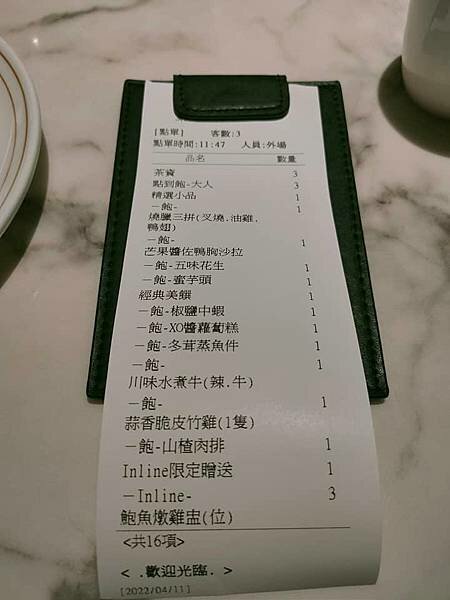 [點單] 客數:3
點單時間:11:47 人員:外場
品名 數量
茶資 3
點到飽-大人 3
精選小品 1
－飽- 1
燒臘三拼(叉燒.油雞.
鴨翅)
－飽- 1
芒果醬佐鴨胸沙拉
－飽-五味花生 1
－飽-蜜芋頭 1
經典美饌 1
－飽-椒鹽中蝦 1
－飽-XO醬蘿蔔糕 1
－飽-冬茸蒸魚件 1
－飽- 1
川味水煮牛(辣.牛)
－飽- 1
蒜香脆皮竹雞(1隻)
－飽-山楂肉排 1
Inline限定贈送 1
－Inline- 3
鮑魚燉雞盅(位)
<共16項>
< .歡迎光臨. >
[2022/04/11]